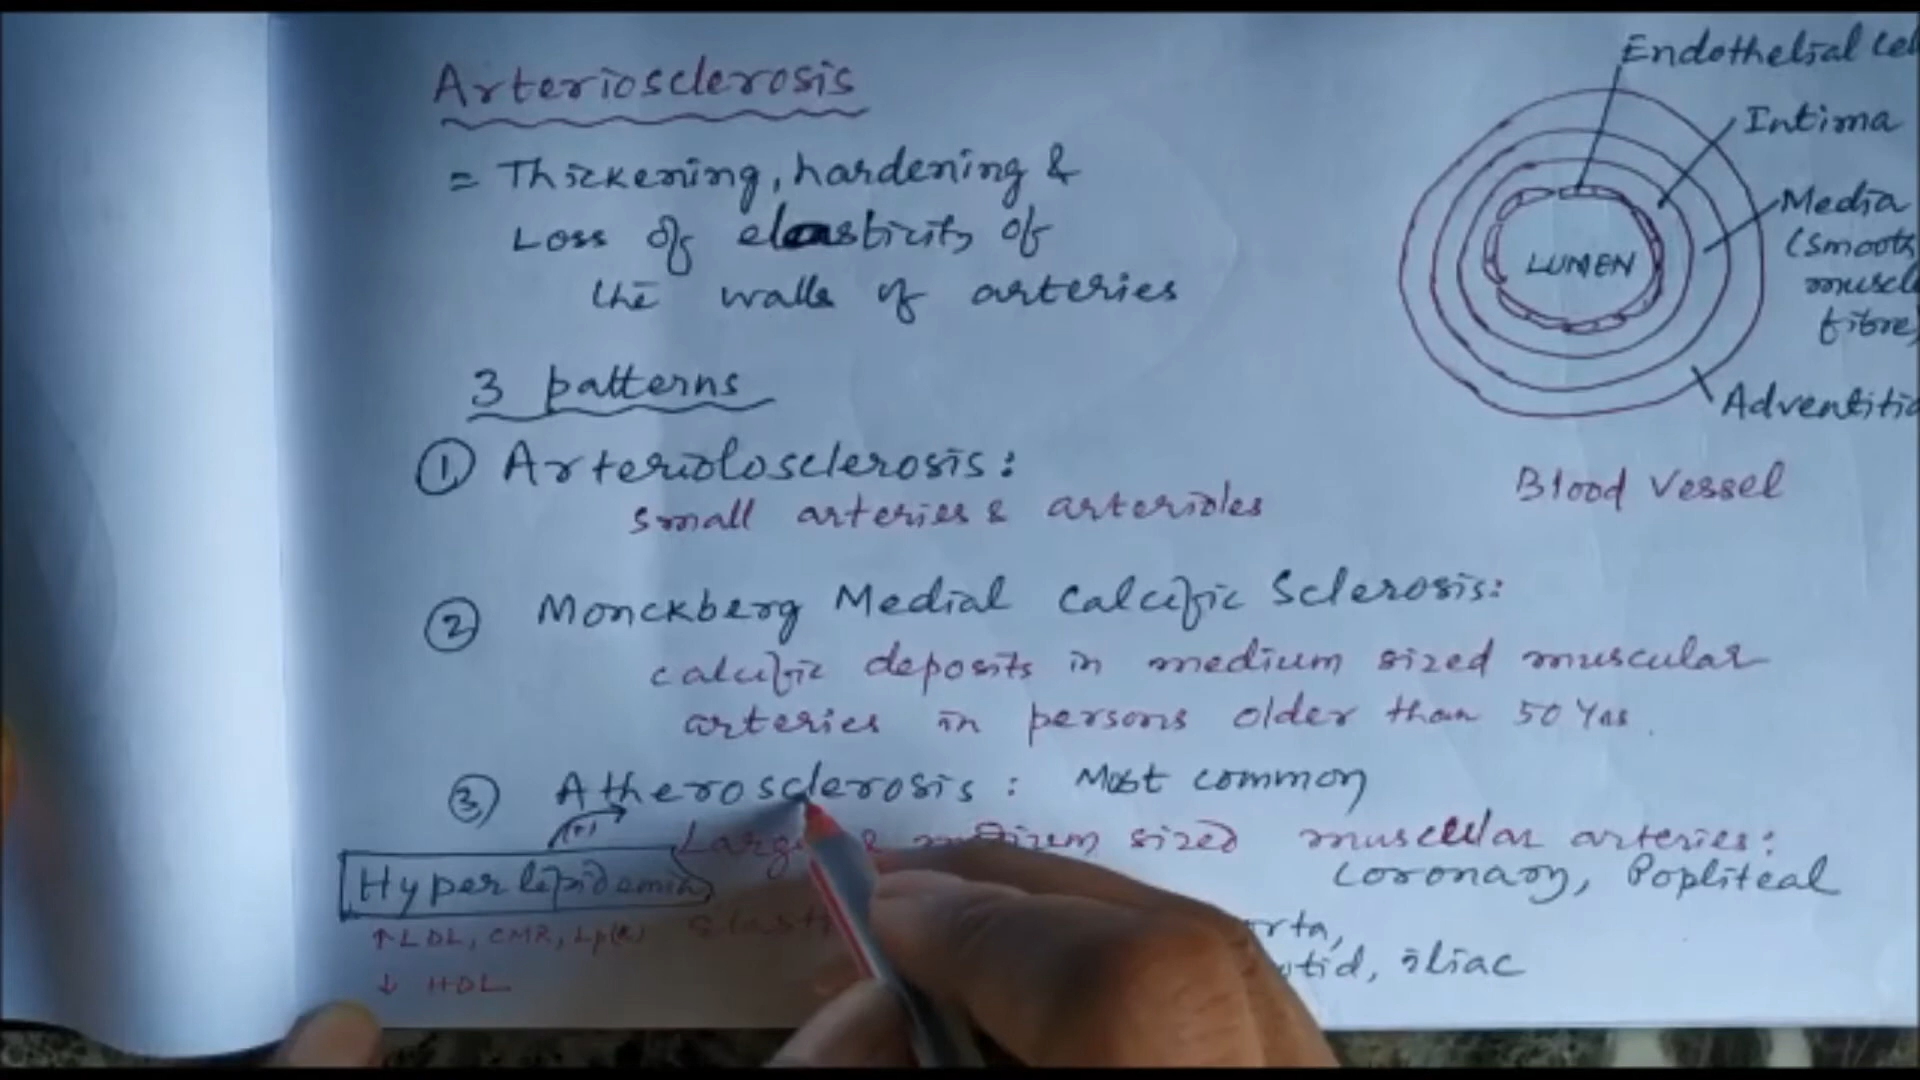 Arteriosclerosis
= Thickening, hardening &
Loss of elasticity of
the walls of arteries
3 patterns
① Arteriolosclerosis:
small arteries & arterioles
② Monckberg Medial Calcific Sclerosis:
calcific deposits in medium sized muscular
arteries in persons older than 50 Yrs.
③ Atherosclerosis: Most common
(+)
Large & medium sized muscular arteries:
Coronary, Popliteal
Hyperlipidemia
↑LDL, CMR, Lp(a)
↓ HDL
iliac
Endothelial Cel
Intima
Media
(Smooth
muscle
fibre)
LUMEN
Adventitia
Blood Vessel